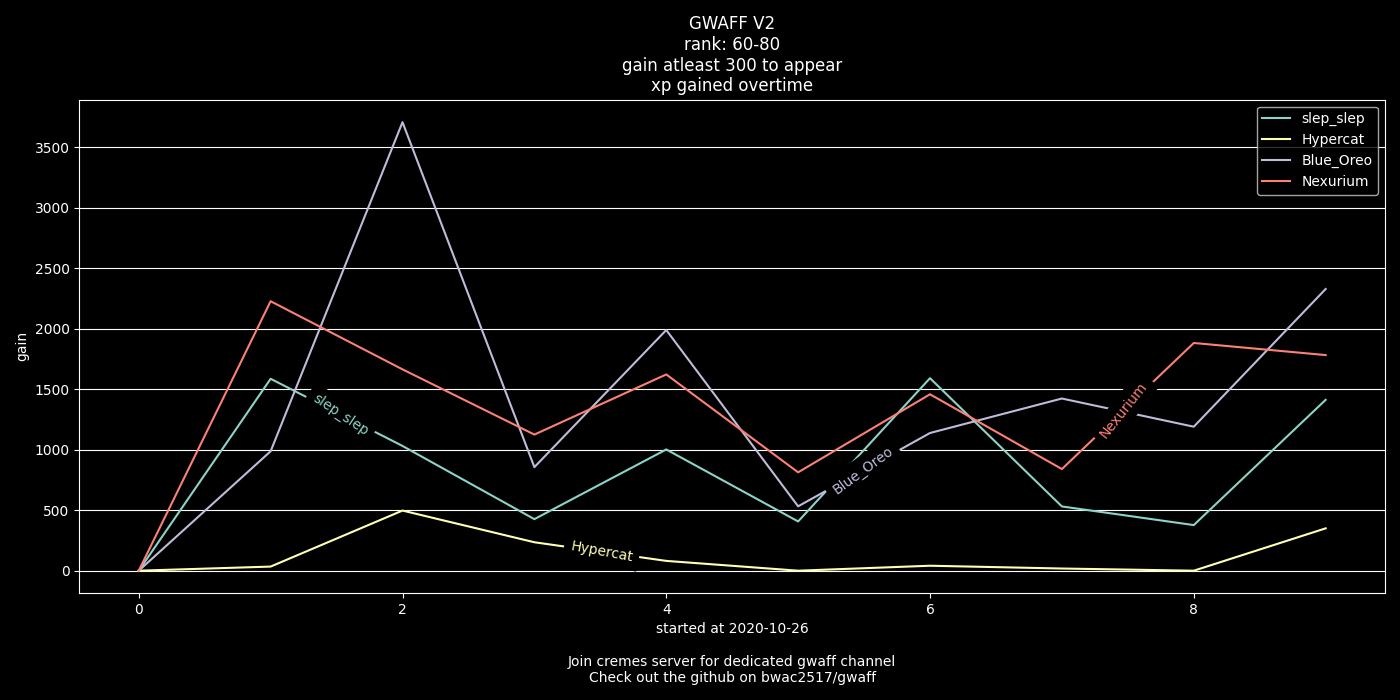 GWAFF V2
rank: 60-80
gain atleast 300 to appear
xp gained overtime
slep_slep
Hypercat
Blue_Oreo
Nexurium
3500
3000
2500
2000
1500
1000
500
0
gain
slep_slep
Hypercat
Blue_Oreo
Nexurium
0 2 4 6 8
started at 2020-10-26
Join cremes server for dedicated gwaff channel
Check out the github on bwac2517/gwaff